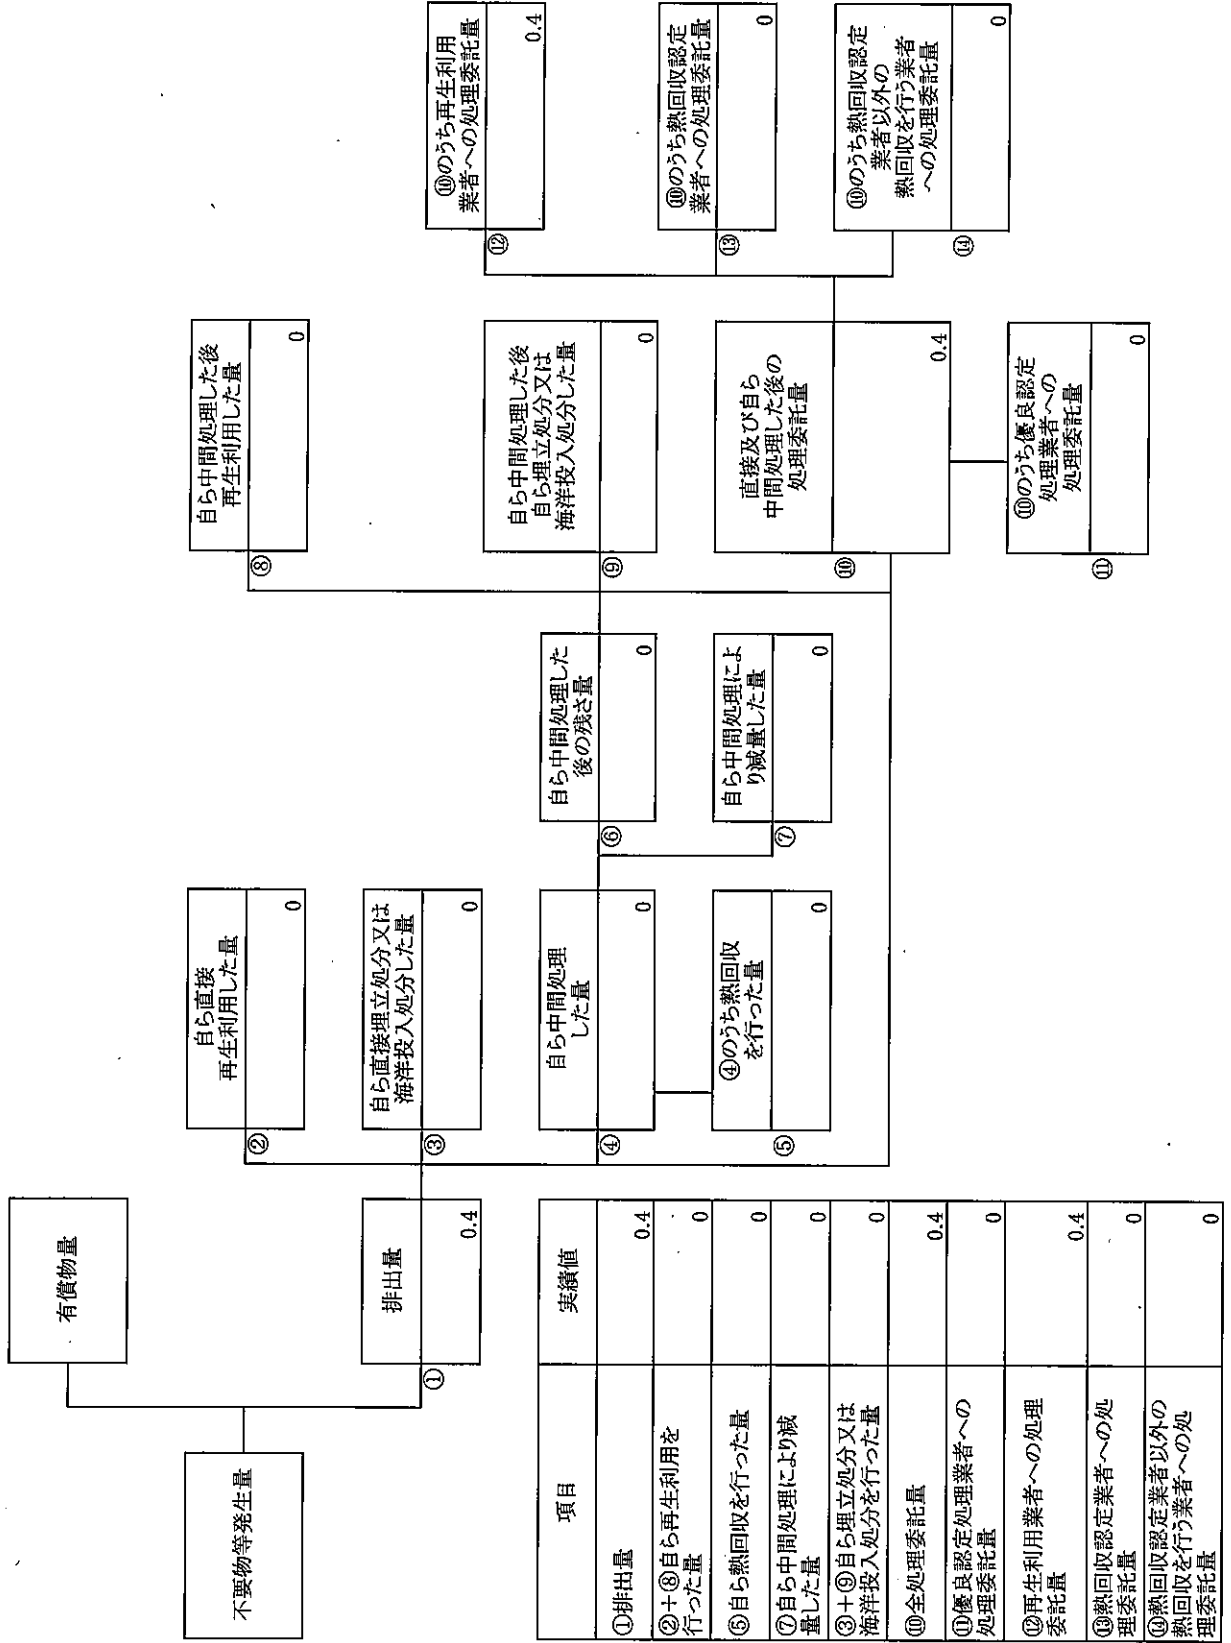 有償物量
不要物等発生量
①
排出量
0.4
②
自ら直接
再生利用した量
0
③
自ら直接埋立処分又は
海洋投入処分した量
0
④
自ら中間処理
した量
0
⑤
④のうち熱回収
を行った量
0
⑥
自ら中間処理した
後の残さ量
0
⑦
自ら中間処理によ
り減量した量
0
⑧
自ら中間処理した後
再生利用した量
0
⑨
自ら中間処理した後
自ら埋立処分又は
海洋投入処分した量
0
⑩
直接及び自ら
中間処理した後の
処理委託量
0.4
⑪
⑩のうち優良認定
処理業者への
処理委託量
0
⑫
⑩のうち再生利用
業者への処理委託量
0.4
⑬
⑩のうち熱回収認定
業者への処理委託量
0
⑭
⑩のうち熱回収認定
業者以外の
熱回収を行う業者
への処理委託量
0
項目 実績値
①排出量 0.4
②+⑧自ら再生利用を
行った量 0
⑤自ら熱回収を行った量 0
⑦自ら中間処理により減
量した量 0
③+⑨自ら埋立処分又は
海洋投入処分を行った量 0
⑩全処理委託量 0.4
⑪優良認定処理業者への
処理委託量 0
⑫再生利用業者への処理
委託量 0.4
⑬熱回収認定業者への処
理委託量 0
⑭熱回収認定業者以外の
熱回収を行う業者への処
理委託量 0